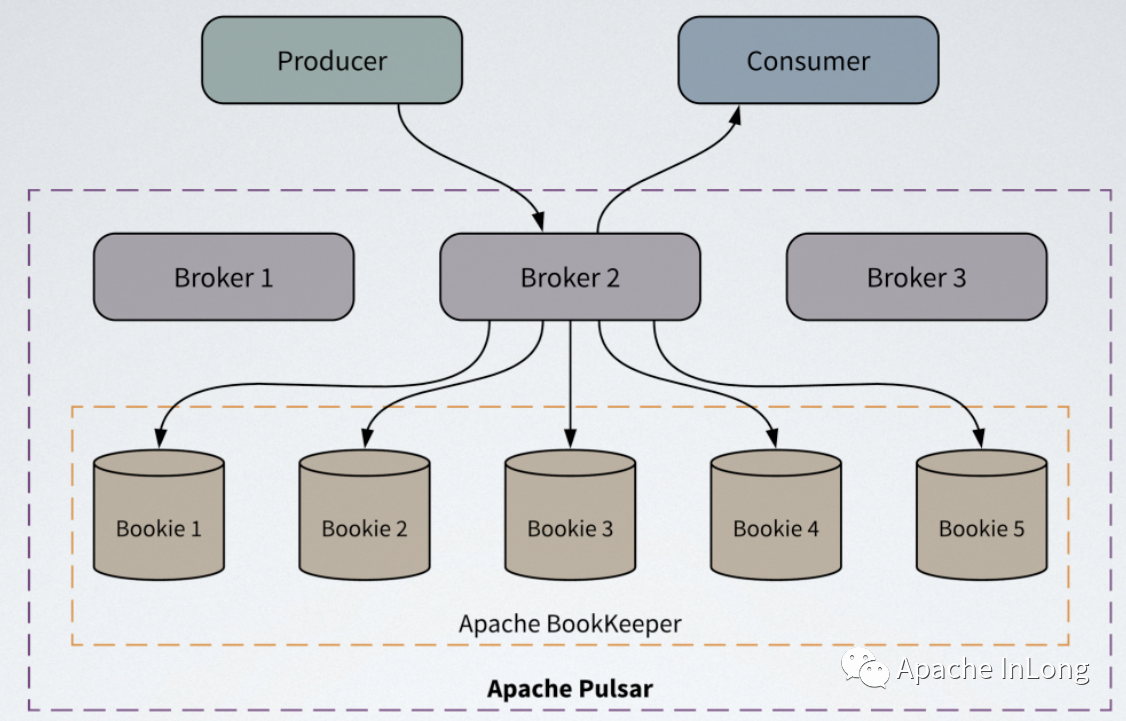 Producer
Consumer
Broker 1
Broker 2
Broker 3
Bookie 1
Bookie 2
Bookie 3
Bookie 4
Bookie 5
Apache BookKeeper
Apache InLong
Apache Pulsar